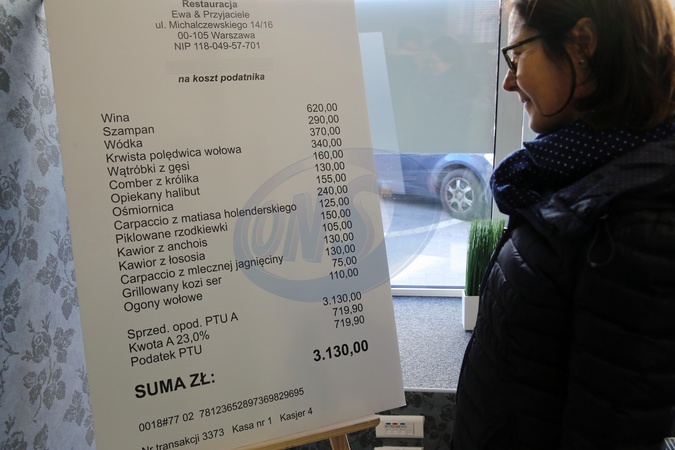 Restauracja
Ewa & Przyjaciele
ul. Michalczewskiego 14/16
00-105 Warszawa
NIP 118-049-57-701
na koszt podatnika
Wina 620,00
Szampan 290,00
Wódka 370,00
Krwista polędwica wołowa 340,00
Wątróbki z gęsi 160,00
Comber z królika 130,00
Opiekany halibut 155,00
Ośmiornica 240,00
Carpaccio z matiasa holenderskiego 125,00
Piklowane rzodkiewki 150,00
Kawior z anchois 105,00
Kawior z łososia 130,00
Carpaccio z mlecznej jagnięciny 130,00
Grillowany kozi ser 75,00
Ogony wołowe 110,00
Sprzed. opod. PTU A 3.130,00
Kwota A 23,0% 719,90
Podatek PTU 719,90
SUMA ZŁ: 3.130,00
0018#77 02 78123652897369829695
Nr transakcji 3373 Kasa nr 1 Kasjer 4
ONS